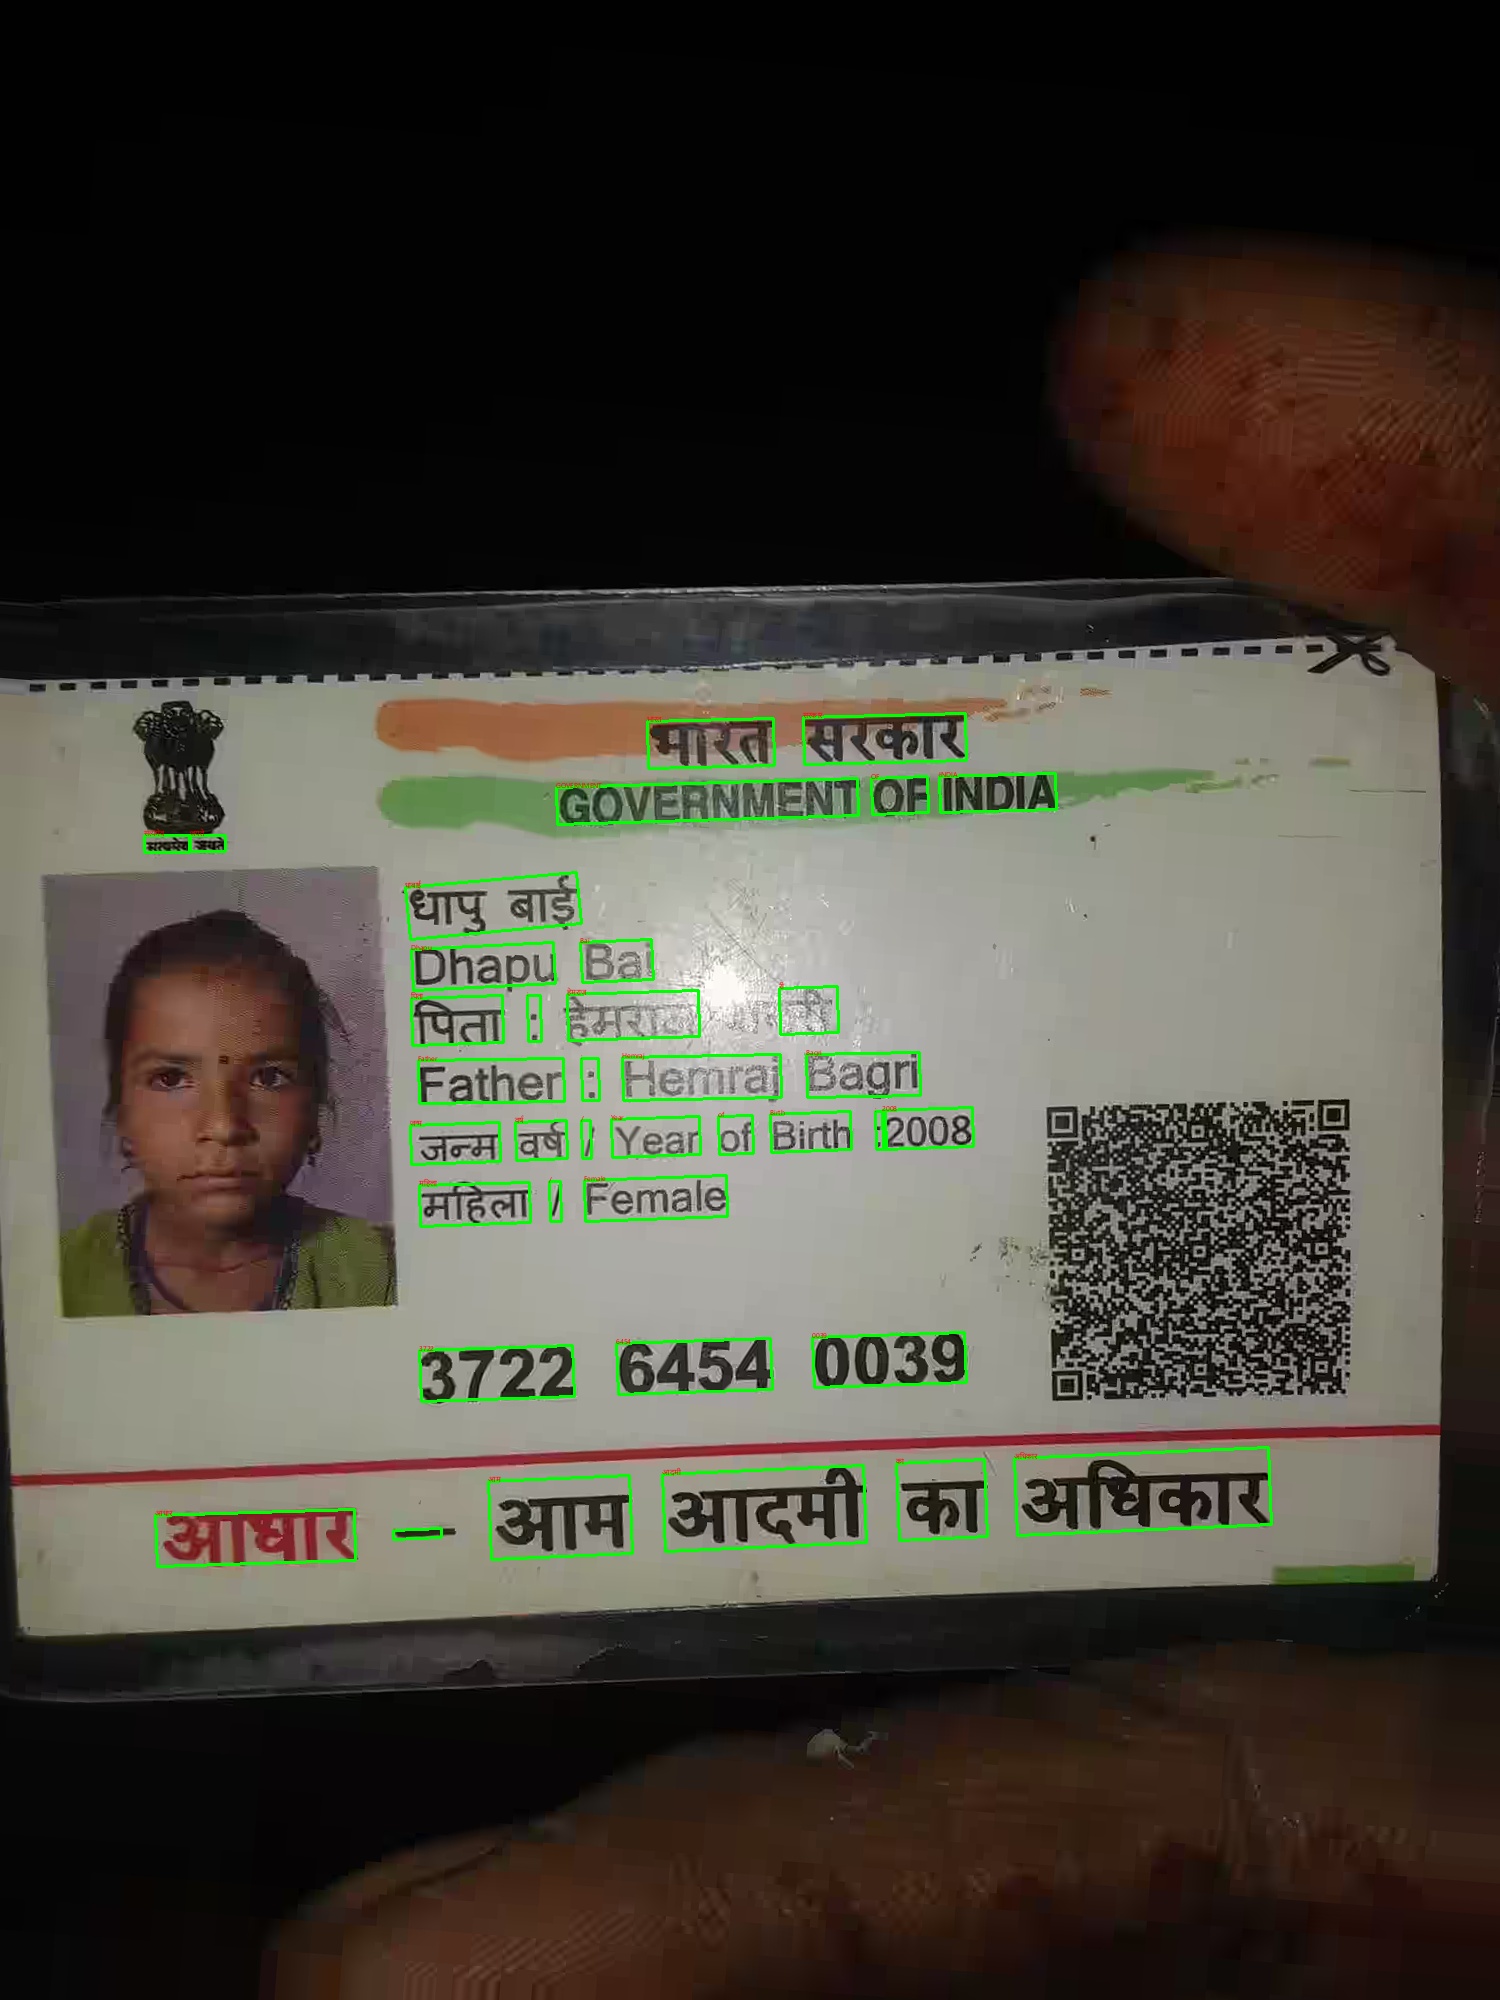 भारत सरकार
GOVERNMENT OF INDIA
सत्यमेव जयते
धापु बाई
Dhapu Bai
पिता : हेमराज
Father : Hemraj Bagri
जन्म वर्ष / Year of Birth :2008
महिला / Female
3722 6454 0039
आधार — आम आदमी का अधिकार